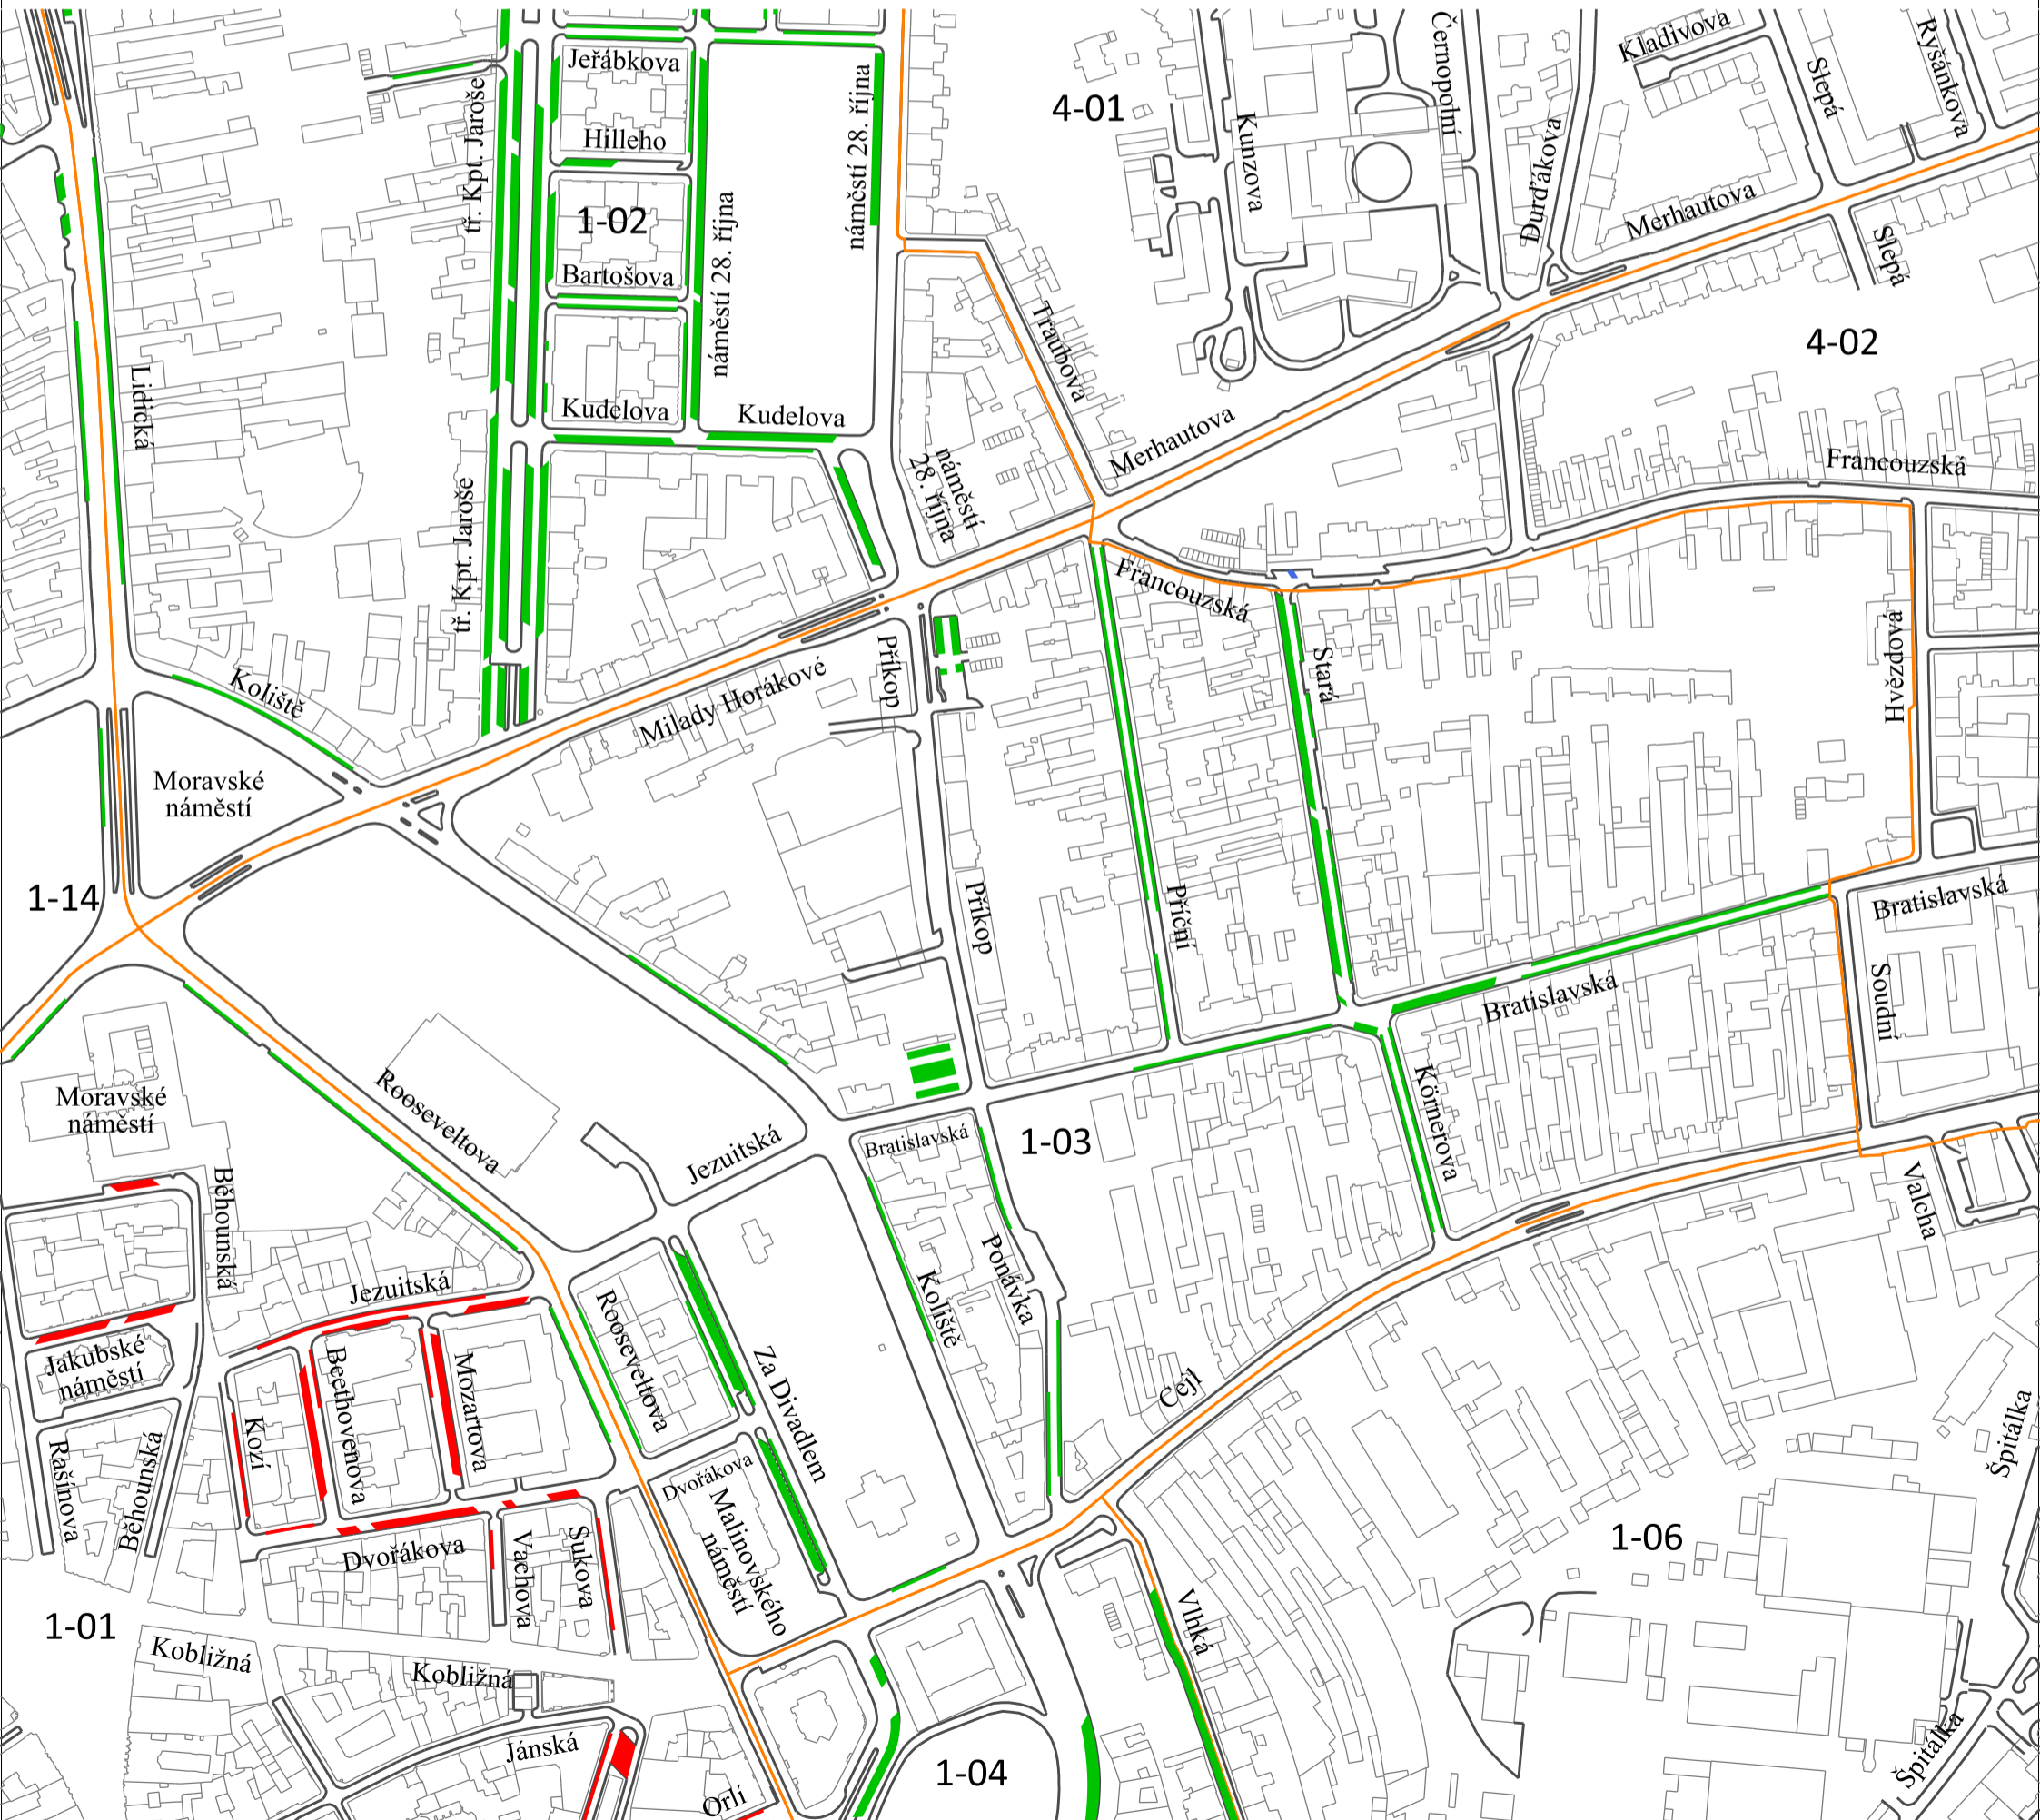 Jeřábkova
Hilleho
1-02
Bartošova
Kudelova
Kudelova
tř. Kpt. Jaroše
tř. Kpt. Jaroše
náměstí 28. října
náměstí 28. října
náměstí
28. října
4-01
Kunzova
Černopolní
Durďákova
Kladivova
Slepá
Ryšánkova
Merhautova
Slepá
4-02
Traubova
Merhautova
Francouzská
Francouzská
Lidická
Koliště
Milady Horákové
Příkop
Stará
Hvězdová
Moravské
náměstí
1-14
Příkop
Příční
Bratislavská
Bratislavská
Soudní
Moravské
náměstí
Rooseveltova
Jezuitská
Bratislavská
1-03
Körnerova
Valcha
Běhounská
Jezuitská
Rooseveltova
Koliště
Ponávka
Za Divadlem
Cejl
Jakubské
náměstí
Beethovenova
Mozartova
Kozí
Rašínova
Běhounská
Dvořákova
Dvořákova
Malinovského
náměstí
Vachova
Sukova
Špitálka
1-06
Vlhká
1-01
Kobližná
Kobližná
Jánská
Orlí
1-04
Špitálka